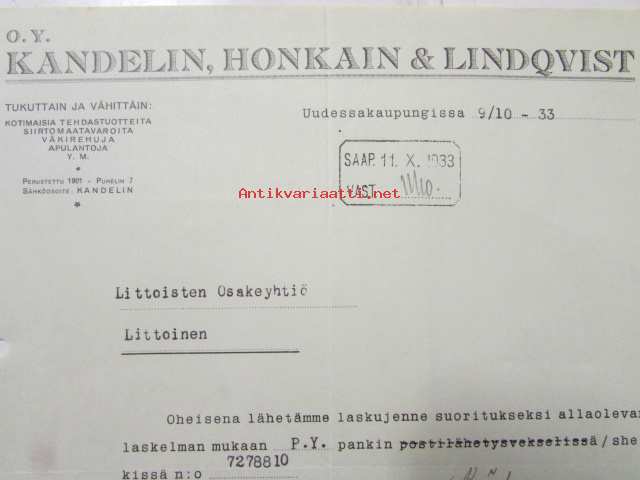 O.Y.
KANDELIN, HONKAIN & LINDQVIST
TUKUTTAIN JA VÄHITTÄIN:
KOTIMAISIA TEHDASTUOTTEITA
SIIRTOMAATAVAROITA
VÄKIREHUJA
APULANTOJA
Y. M.
PERUSTETTU 1901 - PUHELIN 7
SÄHKÖOSOITE: KANDELIN
Uudessakaupungissa 9/10 - 33
SAAP. 11. X. 1933
VAST.
Antikvariaatti.net
Littoisten Osakeyhtiö
Littoinen
Oheisena lähetämme laskujenne suoritukseksi allaolevan
laskelman mukaan P.Y. pankin postilähetysvekselissä / she
kissä n:o 7278810